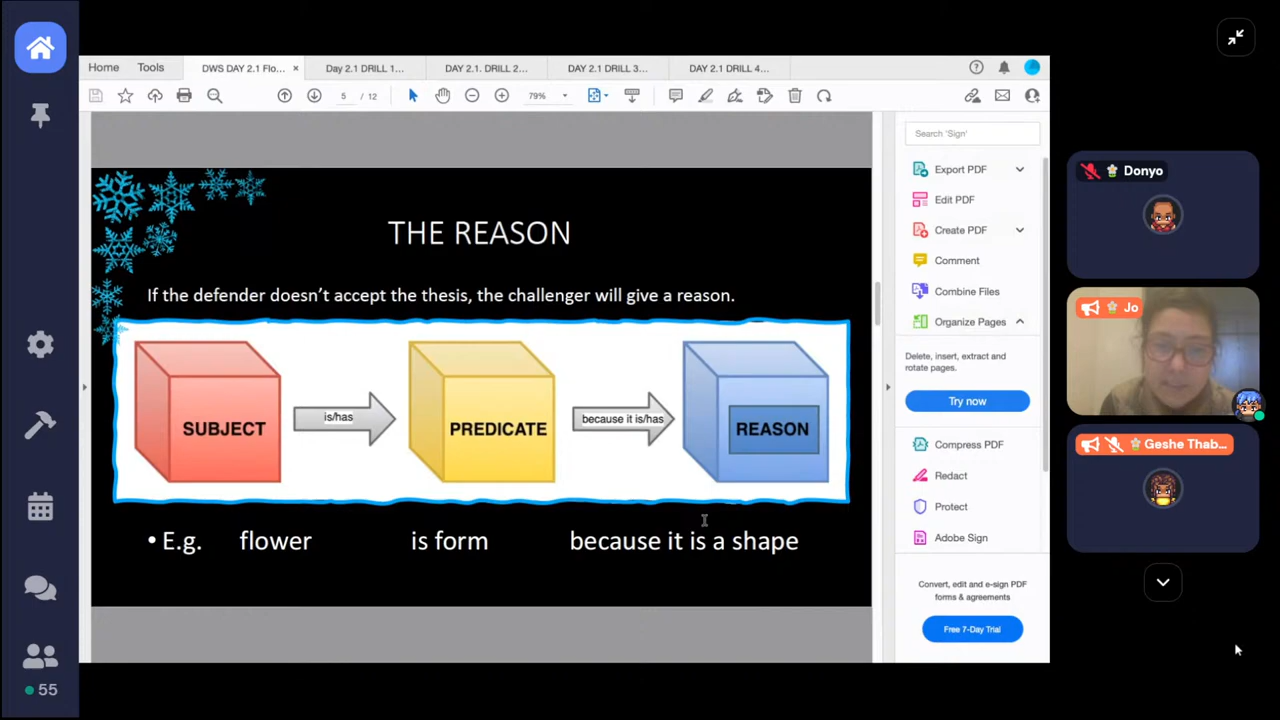 Home
Tools
DWS DAY 2.1 Flo...
×
Day 2.1 DRILL 1...
DAY 2.1. DRILL 2...
DAY 2.1 DRILL 3...
DAY 2.1 DRILL 4...
5 / 12
79%
Search 'Sign'
Export PDF
Edit PDF
Create PDF
Comment
Combine Files
Organize Pages
Delete, insert, extract and
rotate pages.
Try now
Compress PDF
Redact
Protect
Adobe Sign
Convert, edit and e-sign PDF
forms & agreements
Free 7-Day Trial
THE REASON
If the defender doesn't accept the thesis, the challenger will give a reason.
SUBJECT
is/has
PREDICATE
because it is/has
REASON
• E.g. flower is form because it is a shape
Donyo
Jo
Geshe Thab...
55